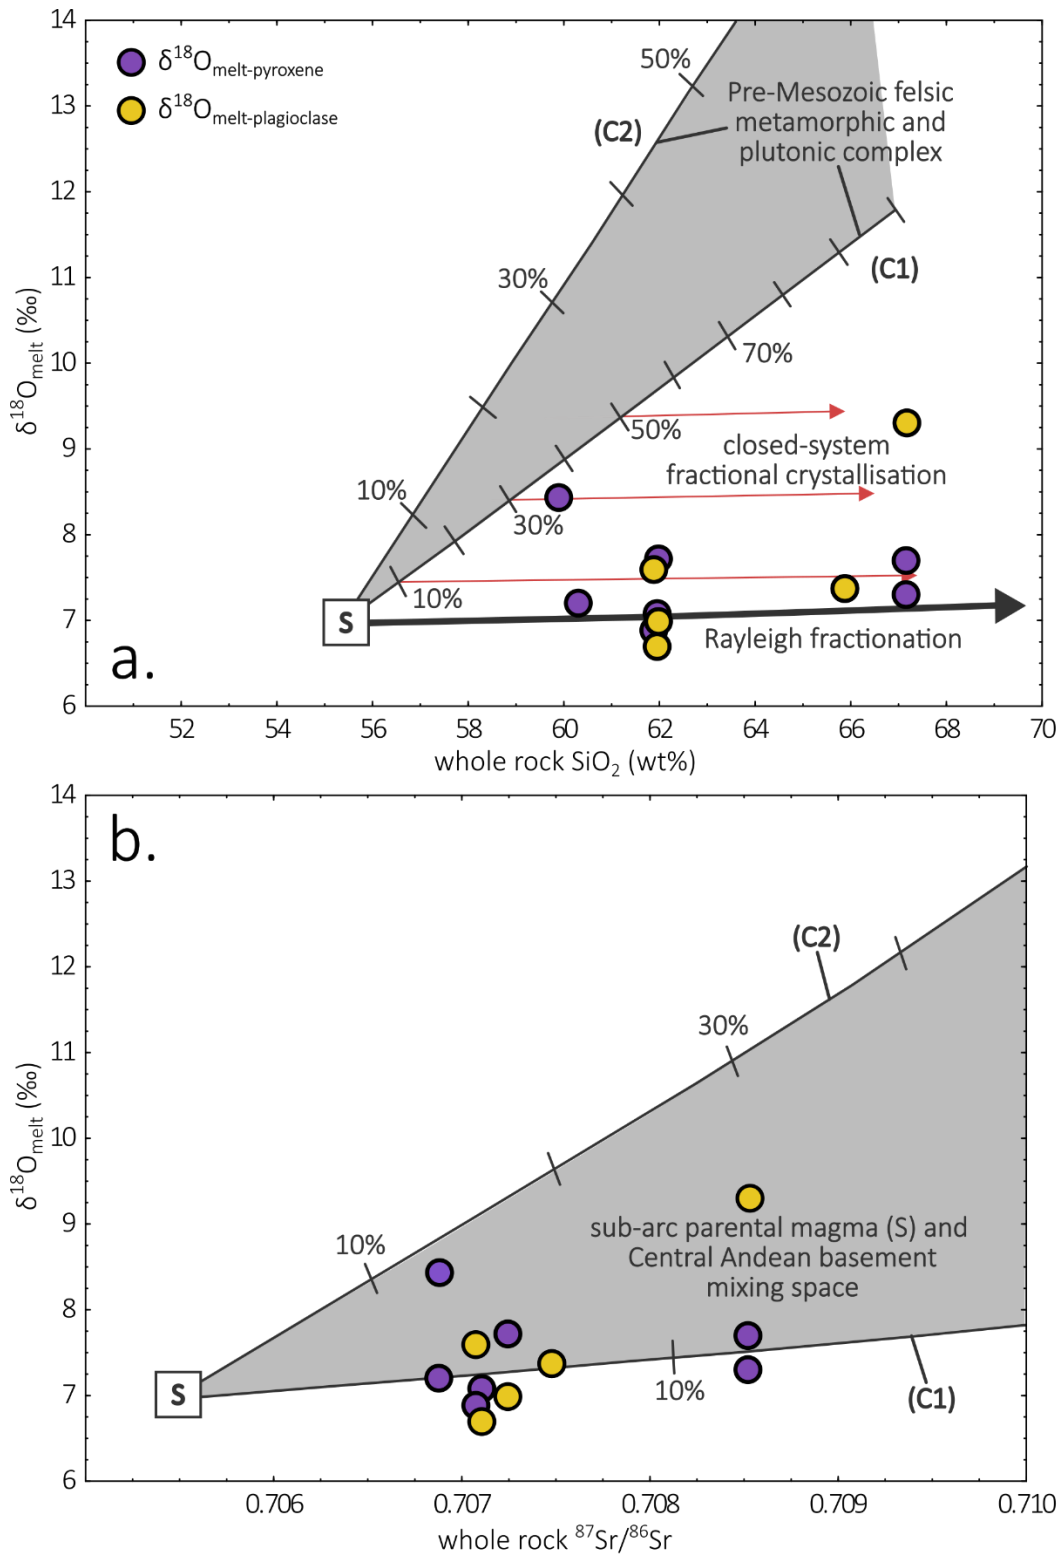 14
13
12
11
10
9
8
7
6
δ¹⁸Omelt (‰)
δ¹⁸Omelt-pyroxene
δ¹⁸Omelt-plagioclase
50%
(C2)
Pre-Mesozoic felsic
metamorphic and
plutonic complex
(C1)
30%
70%
50%
closed-system
fractional crystallisation
10%
30%
10%
S
Rayleigh fractionation
a.
52
54
56
58
60
62
64
66
68
70
whole rock SiO₂ (wt%)
14
13
12
11
10
9
8
7
6
δ¹⁸Omelt (‰)
b.
(C2)
30%
10%
sub-arc parental magma (S) and
Central Andean basement
mixing space
S
10%
(C1)
0.706
0.707
0.708
0.709
0.710
whole rock ⁸⁷Sr/⁸⁶Sr